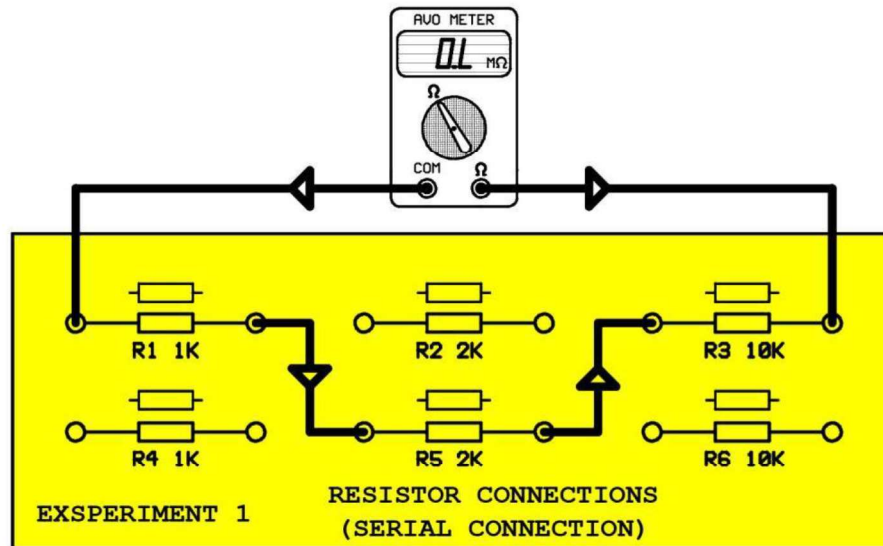 AVO METER
0.L MΩ
Ω
COM Ω
R1 1K
R2 2K
R3 10K
R4 1K
R5 2K
R6 10K
RESISTOR CONNECTIONS
EXSPERIMENT 1
(SERIAL CONNECTION)